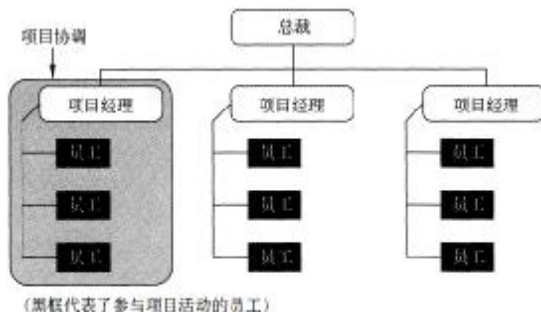 总裁
项目协调
项目经理 项目经理 项目经理
员工 员工 员工
员工 员工 员工
员工 员工 员工
(黑框代表了参与项目活动的员工)